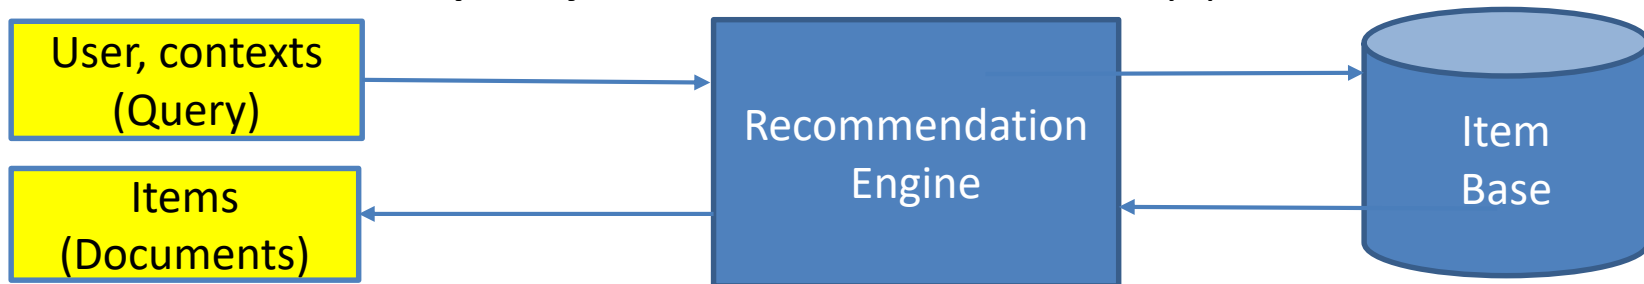 User, contexts
(Query)
Items
(Documents)
Recommendation
Engine
Item
Base